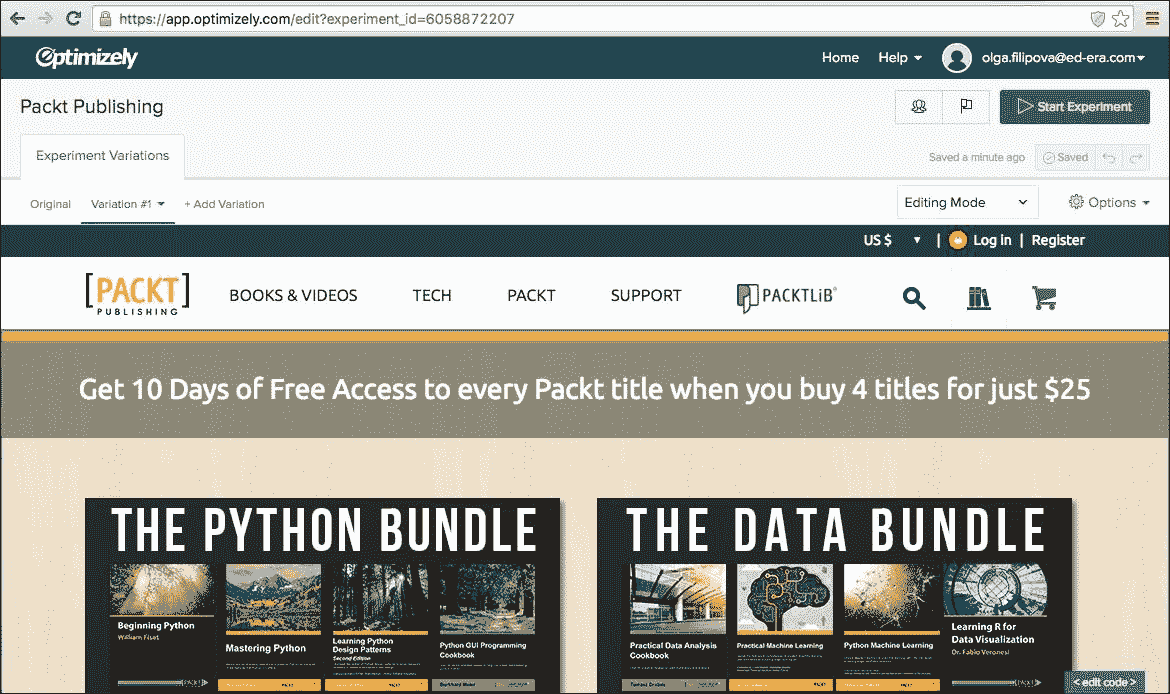 https://app.optimizely.com/edit?experiment_id=6058872207
Optimizely
Home Help olga.filipova@ed-era.com
Packt Publishing
Start Experiment
Experiment Variations
Saved a minute ago Saved
Original Variation #1 + Add Variation
Editing Mode Options
US $ | Log in | Register
[PACKT]
PUBLISHING
BOOKS & VIDEOS TECH PACKT SUPPORT PACKTLiB
Get 10 Days of Free Access to every Packt title when you buy 4 titles for just $25
THE PYTHON BUNDLE
Beginning Python
Mastering Python
Learning Python
Design Patterns
Second Edition
Python GUI Programming
Cookbook
THE DATA BUNDLE
Practical Data Analysis
Cookbook
Practical Machine Learning
Python Machine Learning
Learning R for
Data Visualization
Dr. Fabio Veronesi
< edit code >